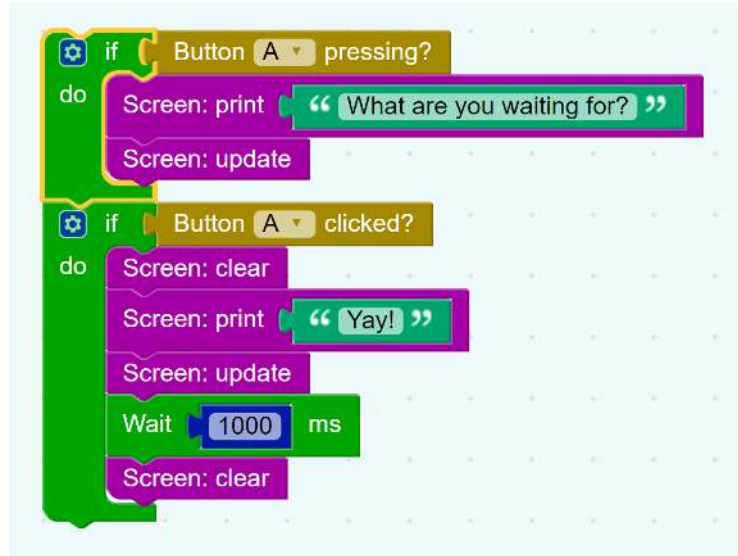 if Button A pressing?
do Screen: print “ What are you waiting for? ”
Screen: update
if Button A clicked?
do Screen: clear
Screen: print “ Yay! ”
Screen: update
Wait 1000 ms
Screen: clear